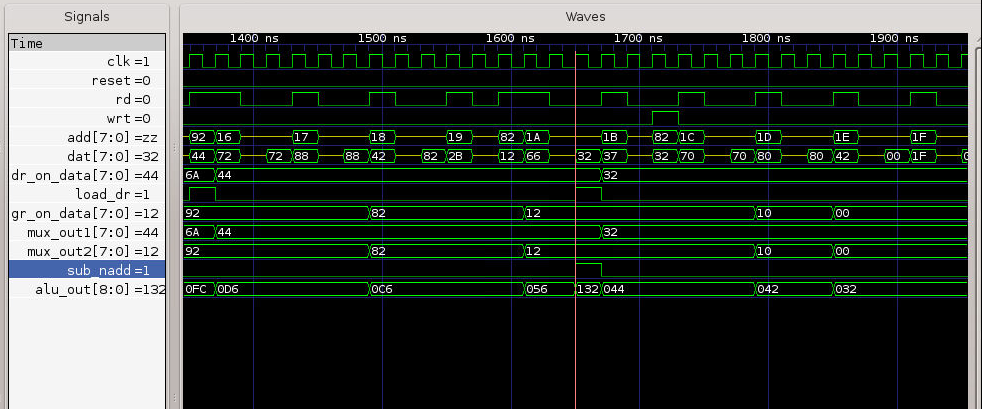 Signals Waves
Time 1400 ns 1500 ns 1600 ns 1700 ns 1800 ns 1900 ns
clk =1
reset =0
rd =0
wrt =0
add[7:0] =zz 92 16 17 18 19 82 1A 1B 82 1C 1D 1E 1F
dat[7:0] =32 44 72 72 88 88 42 82 2B 12 66 32 37 32 70 70 80 80 42 00 1F
dr_on_data[7:0] =44 6A 44 32
load_dr =1
gr_on_data[7:0] =12 92 82 12 10 00
mux_out1[7:0] =44 6A 44 32
mux_out2[7:0] =12 92 82 12 10 00
sub_nadd =1
alu_out[8:0] =132 0FC 0D6 0C6 056 132 044 042 032